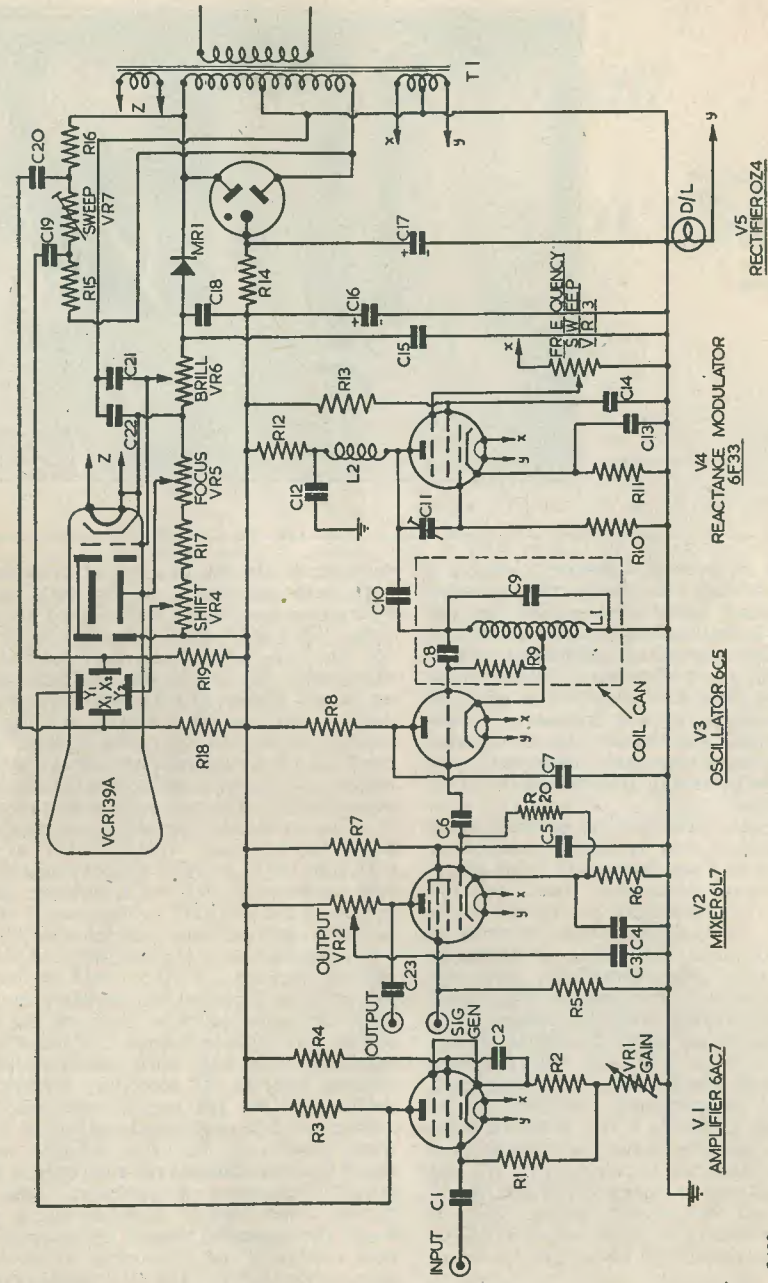 VCR139A
Z
Z
T1
C20
R16
SWEEP
VR7
C19
R15
C21
C22
MR1
C18
BRILL
VR6
FOCUS
VR5
R17
SHIFT
VR4
Y1
X1
X2
Y2
R19
R18
R14
C17
C16
C15
x
y
R3
R4
OUTPUT
VR2
R7
R8
R12
R13
FREQUENCY
SWEEP
VR3
x
C12
L2
C10
C11
C14
C13
R11
R10
C8
C9
R9
L1
COIL CAN
C7
C6
R20
C5
R6
C4
C3
R5
C23
OUTPUT
SIG
GEN
C2
R2
VR1
GAIN
R1
C1
INPUT
x
y
x
y
x
y
x
y
D/L
y
V1
AMPLIFIER 6AC7
V2
MIXER 6L7
V3
OSCILLATOR 6C5
V4
REACTANCE MODULATOR
6F33
V5
RECTIFIER OZ4